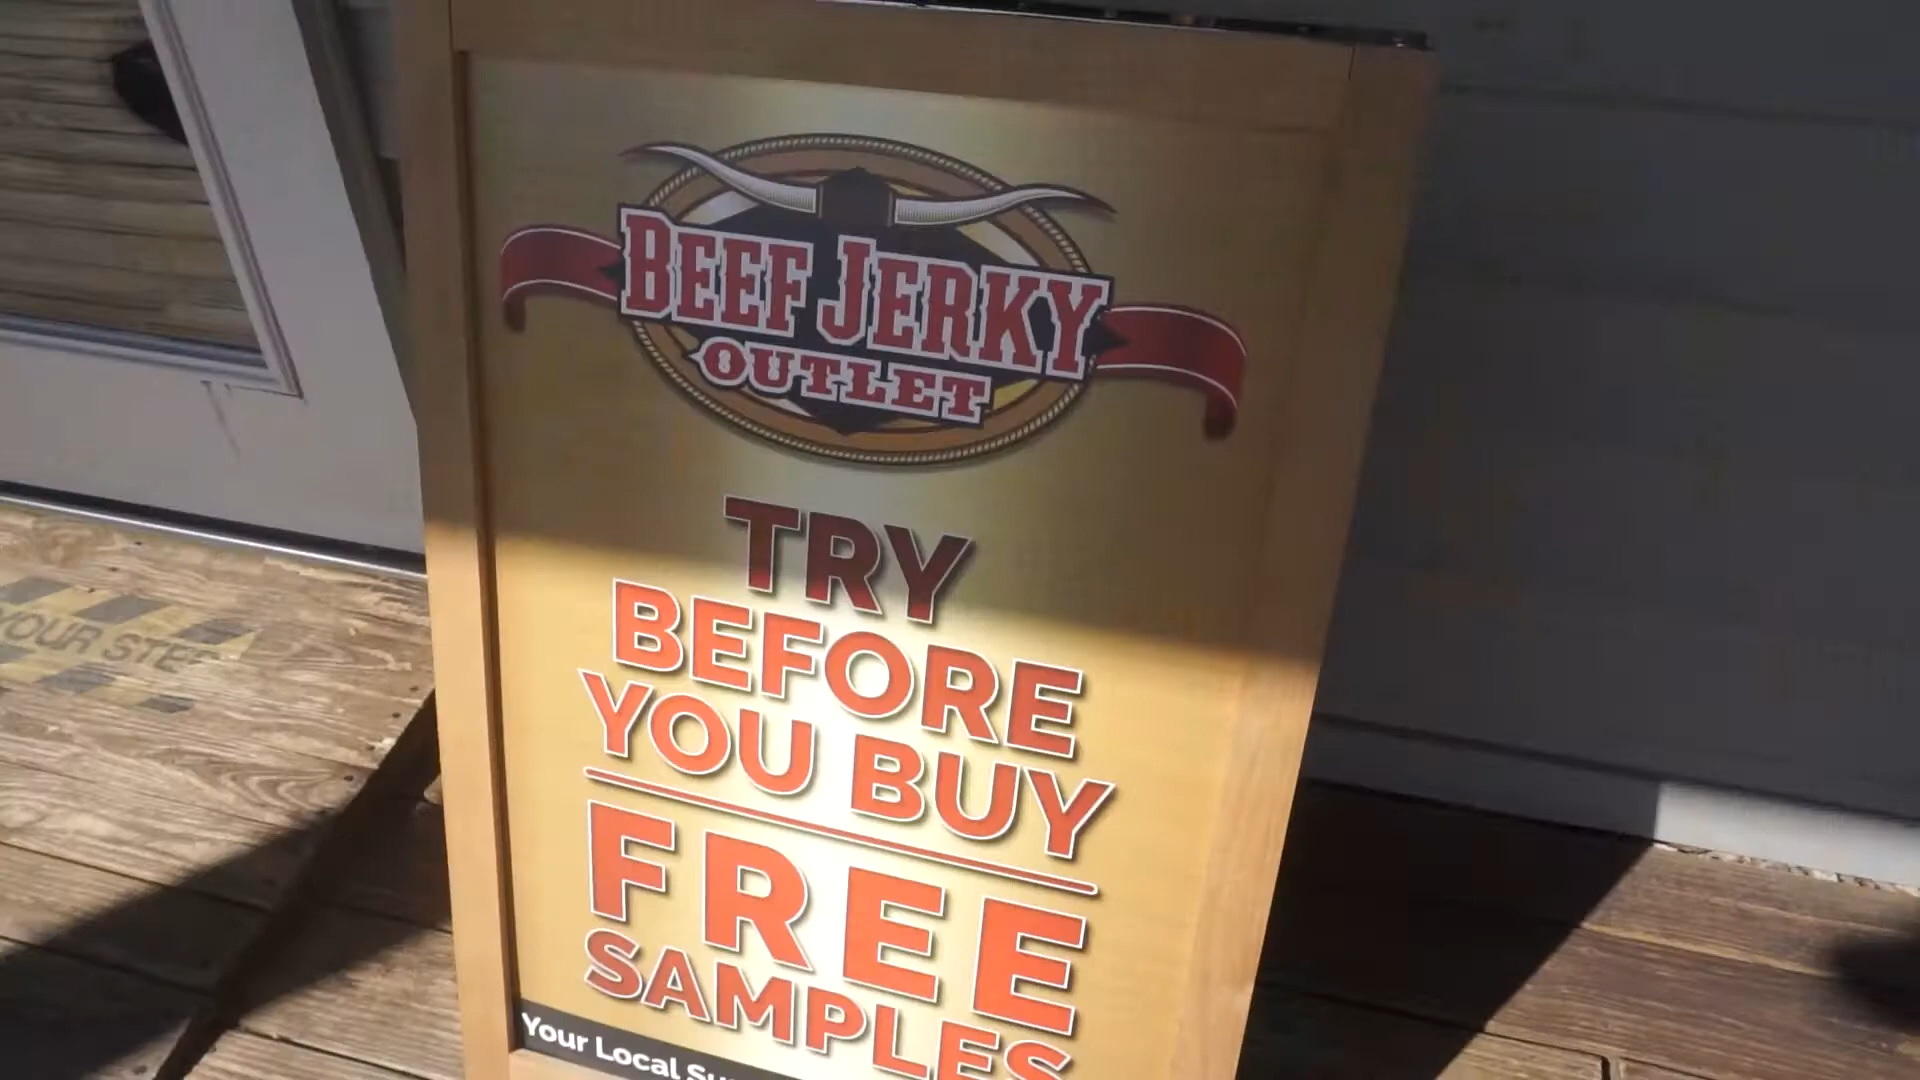 BEEF JERKY
OUTLET
TRY
BEFORE
YOU BUY
FREE
SAMPLES
Your Local
YOUR STEP